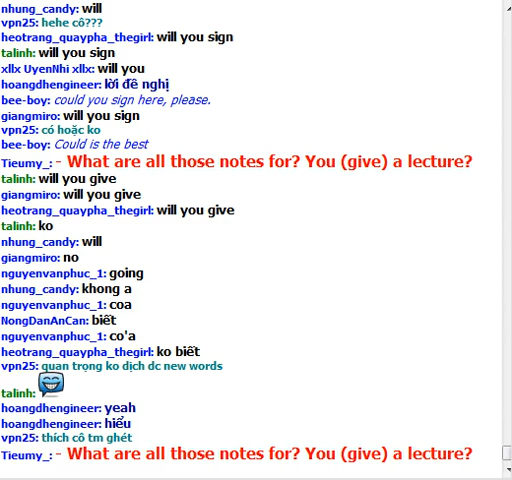 nhung_candy: will
vpn25: hehe cô???
heotrang_quaypha_thegirl: will you sign
talinh: will you sign
xllx UyenNhi xllx: will you
hoangdhengineer: lời đề nghị
bee-boy: could you sign here, please.
giangmiro: will you sign
vpn25: có hoặc ko
bee-boy: Could is the best
Tieumy_: - What are all those notes for? You (give) a lecture?
talinh: will you give
giangmiro: will you give
heotrang_quaypha_thegirl: will you give
talinh: ko
nhung_candy: will
giangmiro: no
nguyenvanphuc_1: going
nhung_candy: khong a
nguyenvanphuc_1: coa
NongDanAnCan: biết
nguyenvanphuc_1: co'a
heotrang_quaypha_thegirl: ko biết
vpn25: quan trọng ko dịch dc new words
talinh:
hoangdhengineer: yeah
hoangdhengineer: hiểu
vpn25: thích cô tm ghét
Tieumy_: - What are all those notes for? You (give) a lecture?